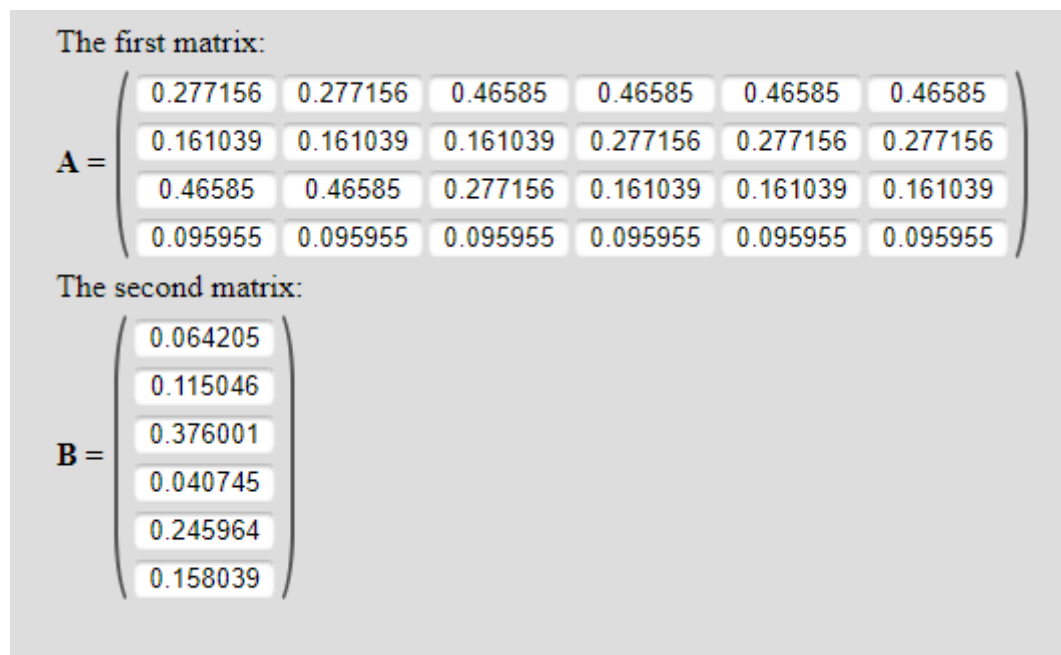 The first matrix:
0.277156 0.277156 0.46585 0.46585 0.46585 0.46585
0.161039 0.161039 0.161039 0.277156 0.277156 0.277156
A =
0.46585 0.46585 0.277156 0.161039 0.161039 0.161039
0.095955 0.095955 0.095955 0.095955 0.095955 0.095955
The second matrix:
0.064205
0.115046
0.376001
B =
0.040745
0.245964
0.158039